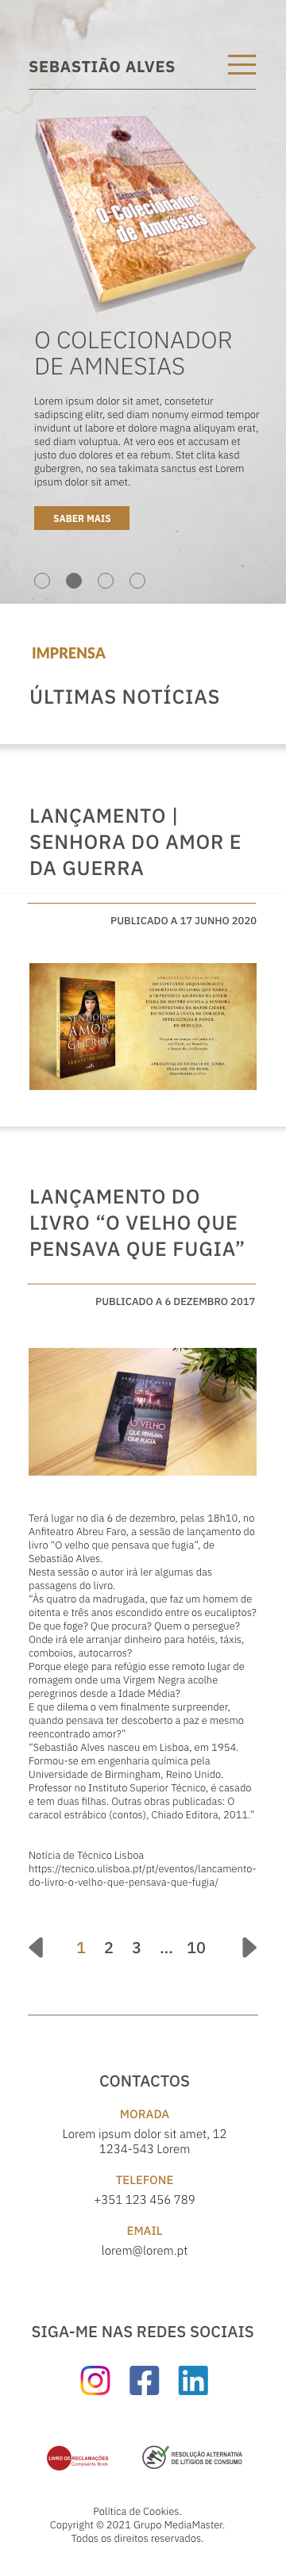 SEBASTIÃO ALVES
Sebastião Alves
O Colecionador
de Amnésias
O COLECIONADOR
DE AMNESIAS
Lorem ipsum dolor sit amet, consetetur
sadipscing elitr, sed diam nonumy eirmod tempor
invidunt ut labore et dolore magna aliquyam erat,
sed diam voluptua. At vero eos et accusam et
justo duo dolores et ea rebum. Stet clita kasd
gubergren, no sea takimata sanctus est Lorem
ipsum dolor sit amet.
SABER MAIS
IMPRENSA
ÚLTIMAS NOTÍCIAS
LANÇAMENTO |
SENHORA DO AMOR E
DA GUERRA
PUBLICADO A 17 JUNHO 2020
SENHORA
AMOR
GUERRA
LANÇAMENTO DO
LIVRO “O VELHO QUE
PENSAVA QUE FUGIA”
PUBLICADO A 6 DEZEMBRO 2017
O VELHO
QUE PENSAVA
QUE FUGIA
Terá lugar no dia 6 de dezembro, pelas 18h10, no
Anfiteatro Abreu Faro, a sessão de lançamento do
livro “O velho que pensava que fugia”, de
Sebastião Alves.
Nesta sessão o autor irá ler algumas das
passagens do livro.
“Às quatro da madrugada, que faz um homem de
oitenta e três anos escondido entre os eucaliptos?
De que foge? Que procura? Quem o persegue?
Onde irá ele arranjar dinheiro para hotéis, táxis,
comboios, autocarros?
Porque elege para refúgio esse remoto lugar de
romagem onde uma Virgem Negra acolhe
peregrinos desde a Idade Média?
E que dilema o vem finalmente surpreender,
quando pensava ter descoberto a paz e mesmo
reencontrado amor?”
“Sebastião Alves nasceu em Lisboa, em 1954.
Formou-se em engenharia química pela
Universidade de Birmingham, Reino Unido.
Professor no Instituto Superior Técnico, é casado
e tem duas filhas. Outras obras publicadas: O
caracol estrábico (contos), Chiado Editora, 2011.”
Notícia de Técnico Lisboa
https://tecnico.ulisboa.pt/pt/eventos/lancamento-
do-livro-o-velho-que-pensava-que-fugia/
1 2 3 ... 10
CONTACTOS
MORADA
Lorem ipsum dolor sit amet, 12
1234-543 Lorem
TELEFONE
+351 123 456 789
EMAIL
lorem@lorem.pt
SIGA-ME NAS REDES SOCIAIS
LIVRO DE RECLAMAÇÕES
Complaints Book
RESOLUÇÃO ALTERNATIVA
DE LITÍGIOS DE CONSUMO
Política de Cookies.
Copyright © 2021 Grupo MediaMaster.
Todos os direitos reservados.